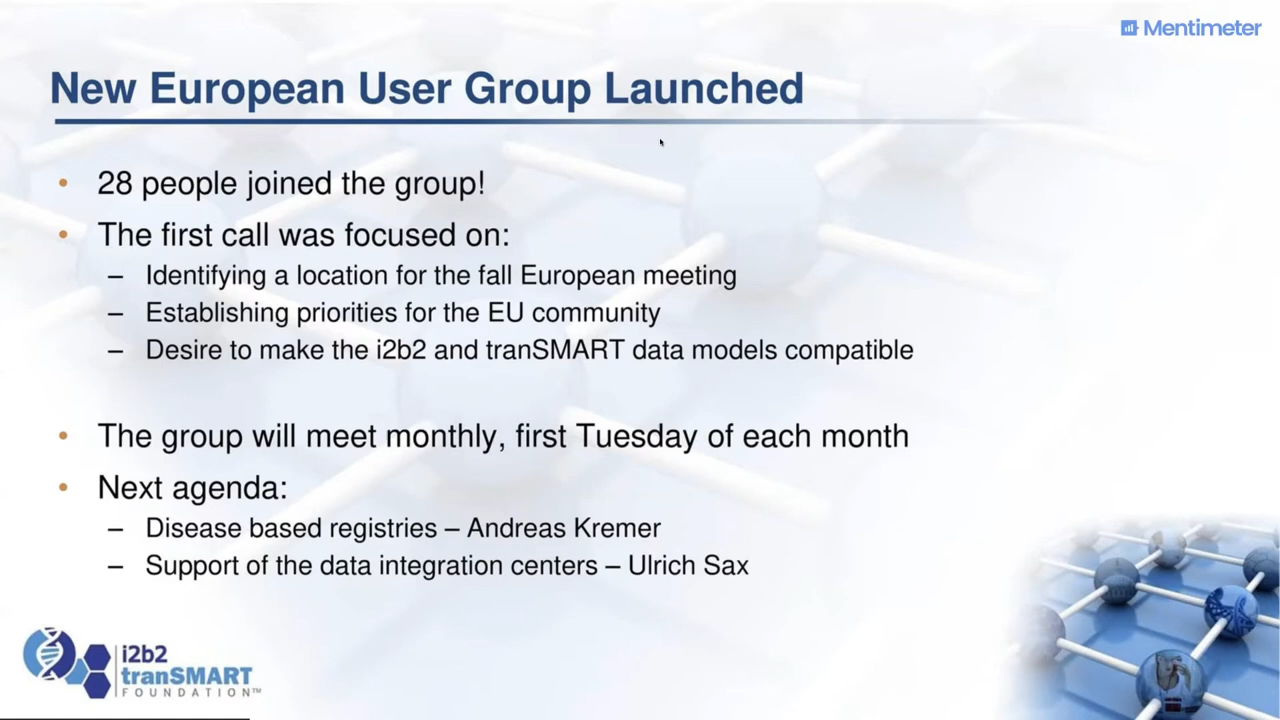 Mentimeter
New European User Group Launched
• 28 people joined the group!
• The first call was focused on:
– Identifying a location for the fall European meeting
– Establishing priorities for the EU community
– Desire to make the i2b2 and tranSMART data models compatible
• The group will meet monthly, first Tuesday of each month
• Next agenda:
– Disease based registries – Andreas Kremer
– Support of the data integration centers – Ulrich Sax
i2b2
tranSMART
FOUNDATION™